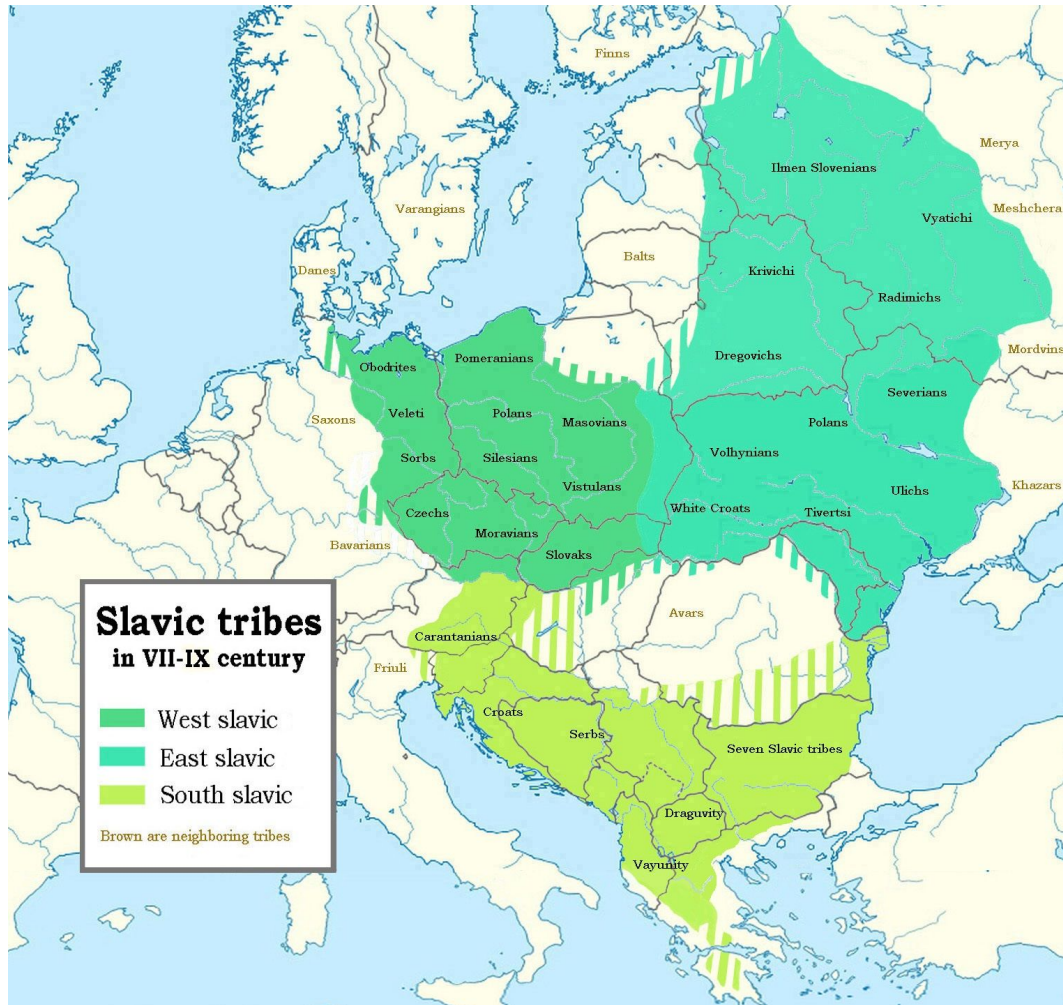 Finns
Merya
Ilmen Slovenians
Meshchera
Varangians
Vyatichi
Balts
Danes
Krivichi
Radimichs
Mordvins
Pomeranians
Dregovichs
Obodrites
Severians
Veleti
Polans
Masovians
Polans
Saxons
Volhynians
Sorbs
Silesians
Vistulans
Ulichs
Khazars
Czechs
White Croats
Tivertsi
Moravians
Bavarians
Slovaks
Slavic tribes
in VII-IX century
Avars
Carantanians
Friuli
West slavic
Croats
Serbs
East slavic
Seven Slavic tribes
South slavic
Draguvity
Brown are neighboring tribes
Vayunity